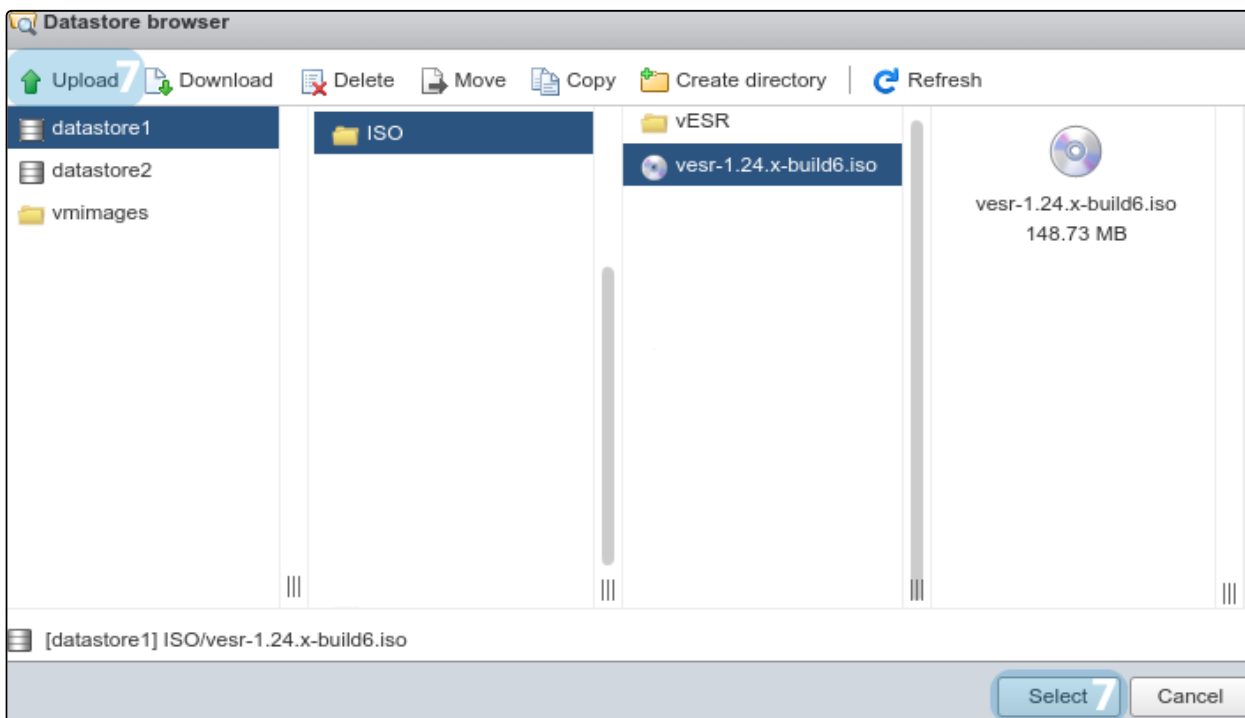 Datastore browser
Upload 7 Download Delete Move Copy Create directory Refresh
datastore1
datastore2
vmimages
ISO
vESR
vesr-1.24.x-build6.iso
vesr-1.24.x-build6.iso
148.73 MB
[datastore1] ISO/vesr-1.24.x-build6.iso
Select 7 Cancel